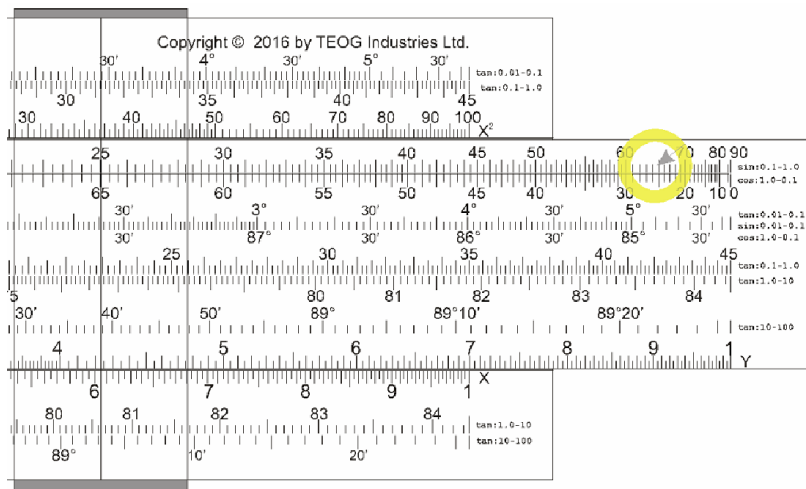 Copyright © 2016 by TEOG Industries Ltd.
30' 4° 30' 5° 30'
tan:0.01-0.1
tan:0.1-1.0
30 35 40 45
30 40 50 60 70 80 90 100 X²
25 30 35 40 45 50 60 70 80 90
sin:0.1-1.0
cos:1.0-0.1
65 60 55 50 45 40 30 20 10 0
30' 3° 30' 4° 30' 5° 30'
tan:0.01-0.1
sin:0.01-0.1
cos:1.0-0.1
30' 87° 30' 86° 30' 85° 30'
25 30 35 40 45
tan:0.1-1.0
tan:1.0-10
5 80 81 82 83 84
30' 40' 50' 89° 89°10' 89°20'
tan:10-100
4 5 6 7 8 9 1 Y
6 7 8 9 1 X
80 81 82 83 84
tan:1.0-10
tan:10-100
89° 10' 20'